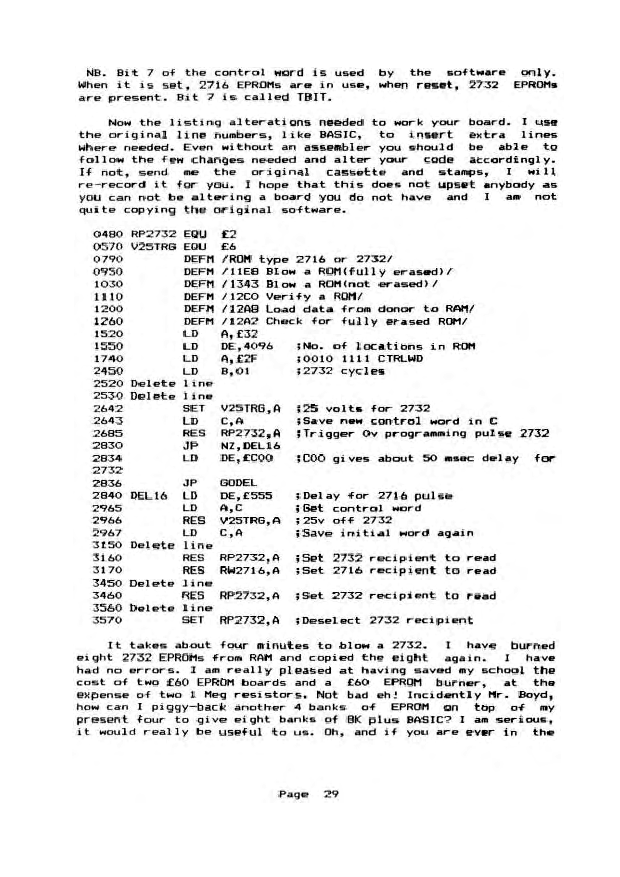 NB. Bit 7 of the control word is used by the software only.
When it is set, 2716 EPROMs are in use, when reset, 2732 EPROMs
are present. Bit 7 is called TBIT.
Now the listing alterations needed to work your board. I use
the original line numbers, like BASIC, to insert extra lines
where needed. Even without an assembler you should be able to
follow the few changes needed and alter your code accordingly.
If not, send me the original cassette and stamps, I will
re-record it for you. I hope that this does not upset anybody as
you can not be altering a board you do not have and I am not
quite copying the original software.
0480 RP2732 EQU £2
0570 V25TRG EQU £6
0790 DEFM /ROM type 2716 or 2732/
0950 DEFM /11E8 Blow a ROM(fully erased)/
1030 DEFM /1343 Blow a ROM(not erased)/
1110 DEFM /12C0 Verify a ROM/
1200 DEFM /12AB Load data from donor to RAM/
1260 DEFM /12A2 Check for fully erased ROM/
1520 LD A,£32
1550 LD DE,4096 ;No. of locations in ROM
1740 LD A,£2F ;0010 1111 CTRLWD
2450 LD B,01 ;2732 cycles
2520 Delete line
2530 Delete line
2642 SET V25TRG,A ;25 volts for 2732
2643 LD C,A ;Save new control word in C
2685 RES RP2732,A ;Trigger 0v programming pulse 2732
2830 JP NZ,DEL16
2834 LD DE,£C00 ;C00 gives about 50 msec delay for
2732
2836 JP GODEL
2840 DEL16 LD DE,£555 ;Delay for 2716 pulse
2965 LD A,C ;Get control word
2966 RES V25TRG,A ;25v off 2732
2967 LD C,A ;Save initial word again
3150 Delete line
3160 RES RP2732,A ;Set 2732 recipient to read
3170 RES RW2716,A ;Set 2716 recipient to read
3450 Delete line
3460 RES RP2732,A ;Set 2732 recipient to read
3560 Delete line
3570 SET RP2732,A ;Deselect 2732 recipient
It takes about four minutes to blow a 2732. I have burned
eight 2732 EPROMs from RAM and copied the eight again. I have
had no errors. I am really pleased at having saved my school the
cost of two £60 EPROM boards and a £60 EPROM burner, at the
expense of two 1 Meg resistors. Not bad eh! Incidently Mr. Boyd,
how can I piggy-back another 4 banks of EPROM on top of my
present four to give eight banks of 8K plus BASIC? I am serious,
it would really be useful to us. Oh, and if you are ever in the
Page 29